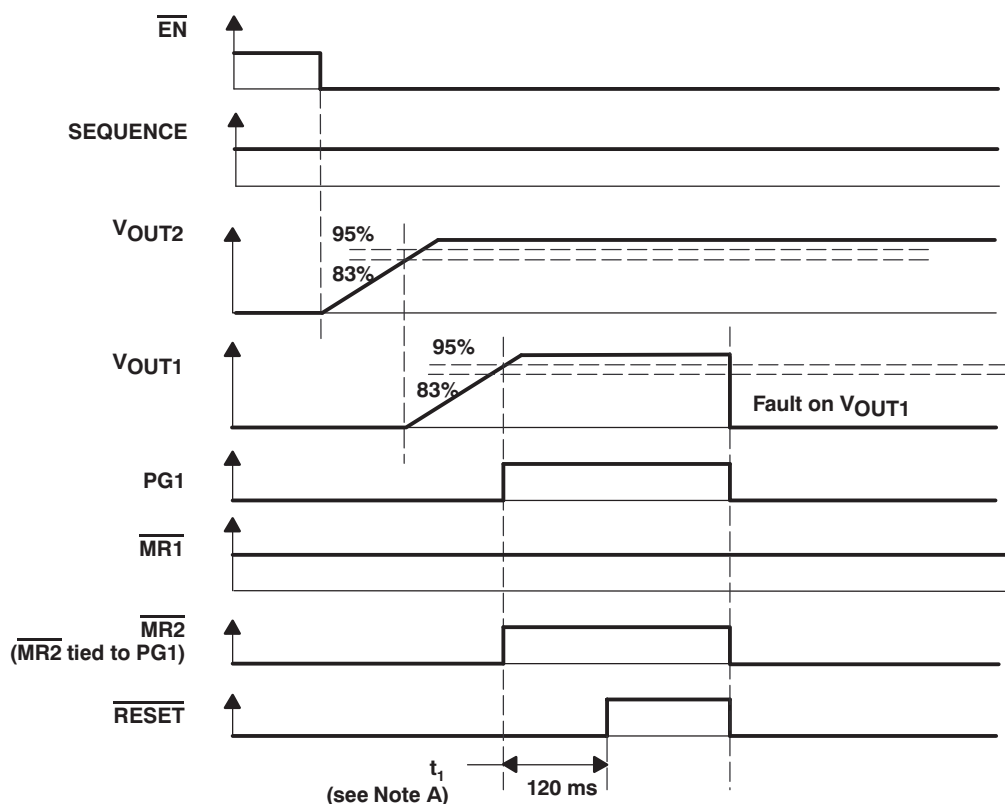 EN
SEQUENCE
VOUT2
95%
83%
VOUT1
95%
83%
Fault on VOUT1
PG1
MR1
MR2
(MR2 tied to PG1)
RESET
t1
(see Note A)
120 ms